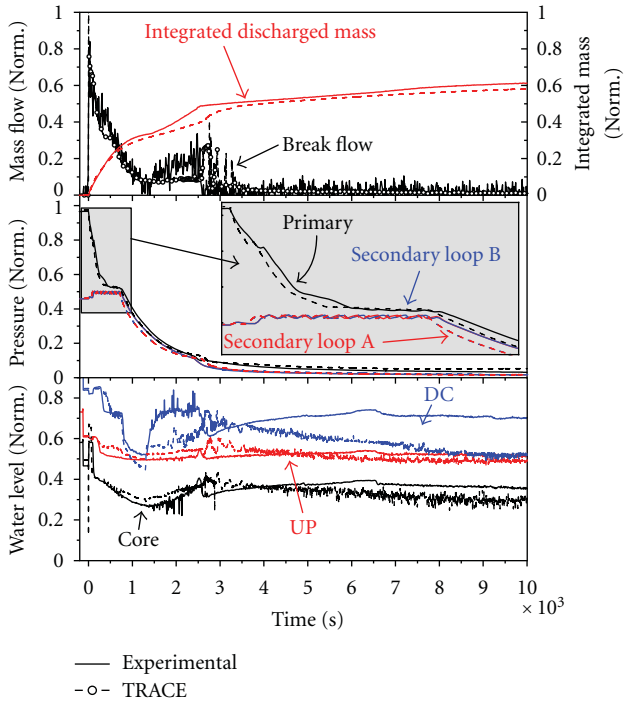 Mass flow (Norm.)
1
0.8
0.6
0.4
0.2
0
Integrated discharged mass
Break flow
1
0.8
0.6
0.4
0.2
0
Integrated mass
(Norm.)
Pressure (Norm.)
1
0.8
0.6
0.4
0.2
0
Primary
Secondary loop B
Secondary loop A
Water level (Norm.)
0.8
0.6
0.4
0.2
0
DC
UP
Core
0 1 2 3 4 5 6 7 8 9 10
× 10³
Time (s)
Experimental
TRACE